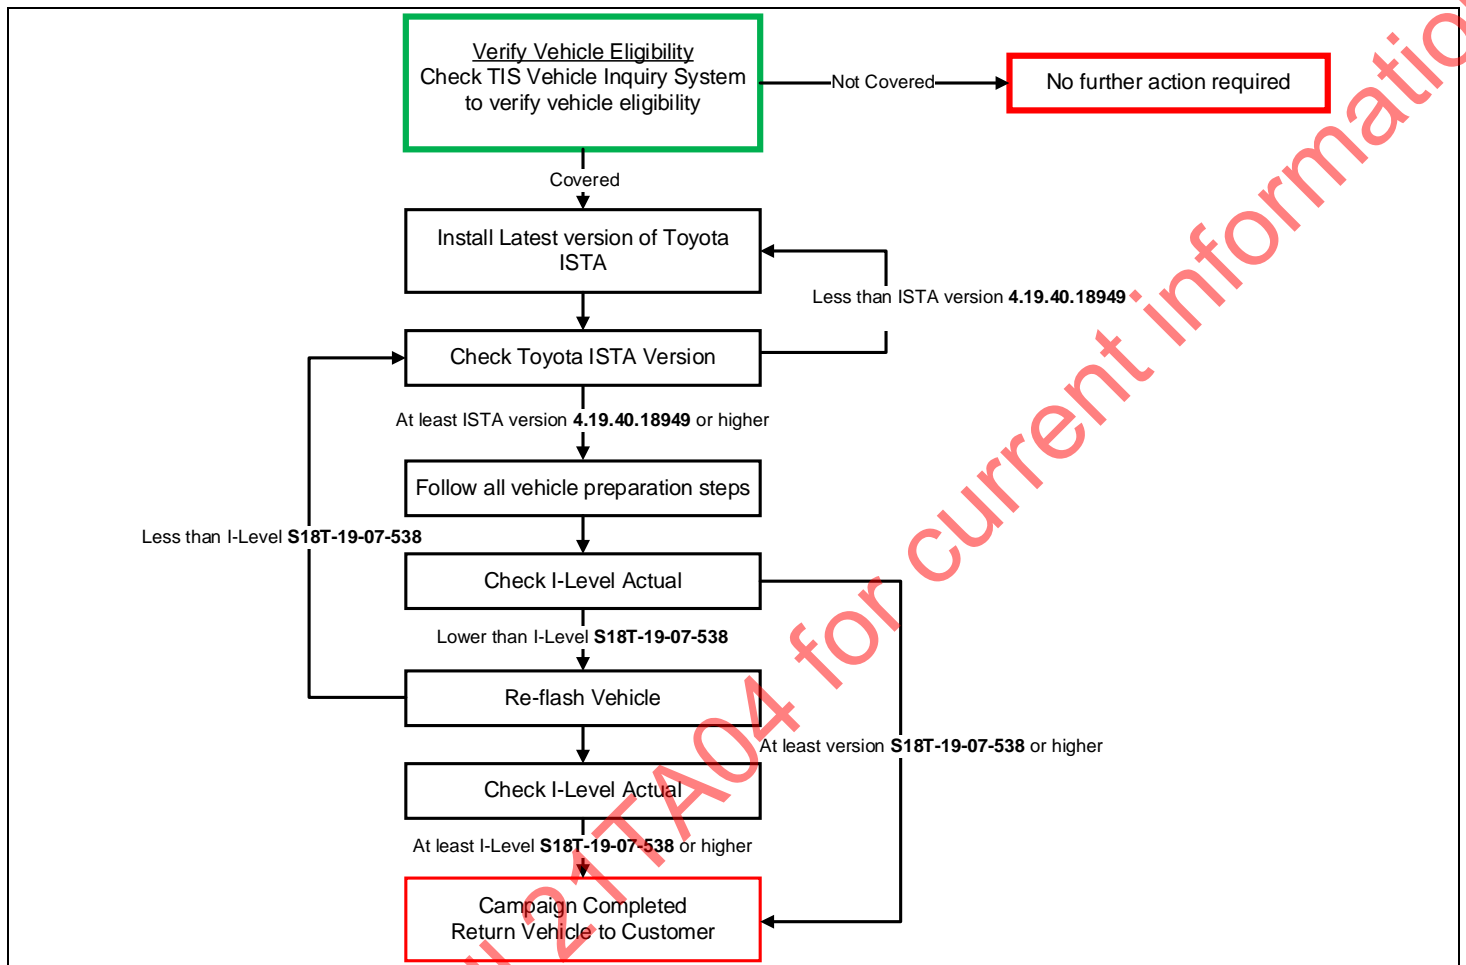 Verify Vehicle Eligibility
Check TIS Vehicle Inquiry System
to verify vehicle eligibility
Not Covered
No further action required
Covered
Install Latest version of Toyota
ISTA
Less than ISTA version 4.19.40.18949
Check Toyota ISTA Version
At least ISTA version 4.19.40.18949 or higher
Follow all vehicle preparation steps
Less than I-Level S18T-19-07-538
Check I-Level Actual
Lower than I-Level S18T-19-07-538
Re-flash Vehicle
At least version S18T-19-07-538 or higher
Check I-Level Actual
At least I-Level S18T-19-07-538 or higher
Campaign Completed
Return Vehicle to Customer
21TA04 for current information